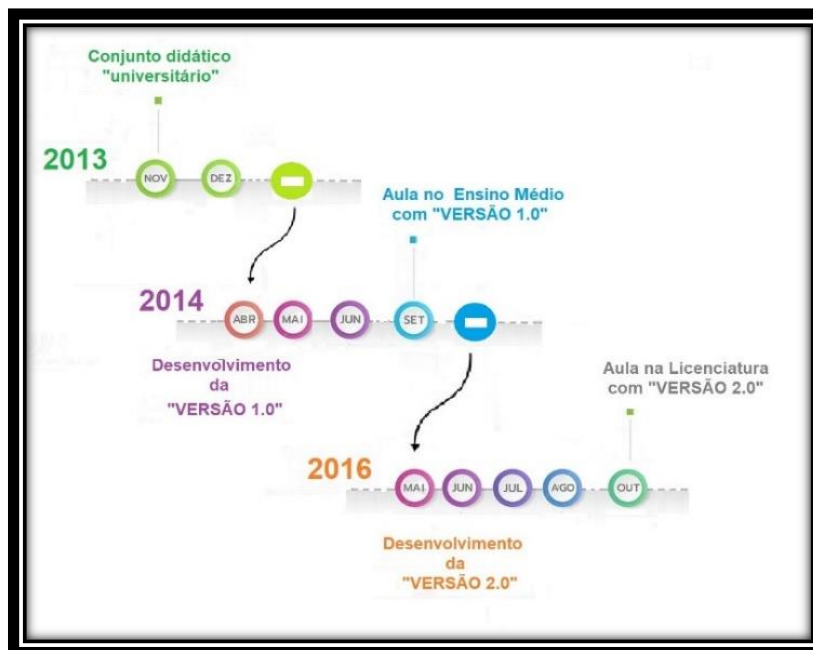 Conjunto didático
"universitário"
2013
NOV
DEZ
Aula no Ensino Médio
com "VERSÃO 1.0"
2014
ABR
MAI
JUN
SET
Desenvolvimento
da
"VERSÃO 1.0"
Aula na Licenciatura
com "VERSÃO 2.0"
2016
MAI
JUN
JUL
AGO
OUT
Desenvolvimento
da
"VERSÃO 2.0"